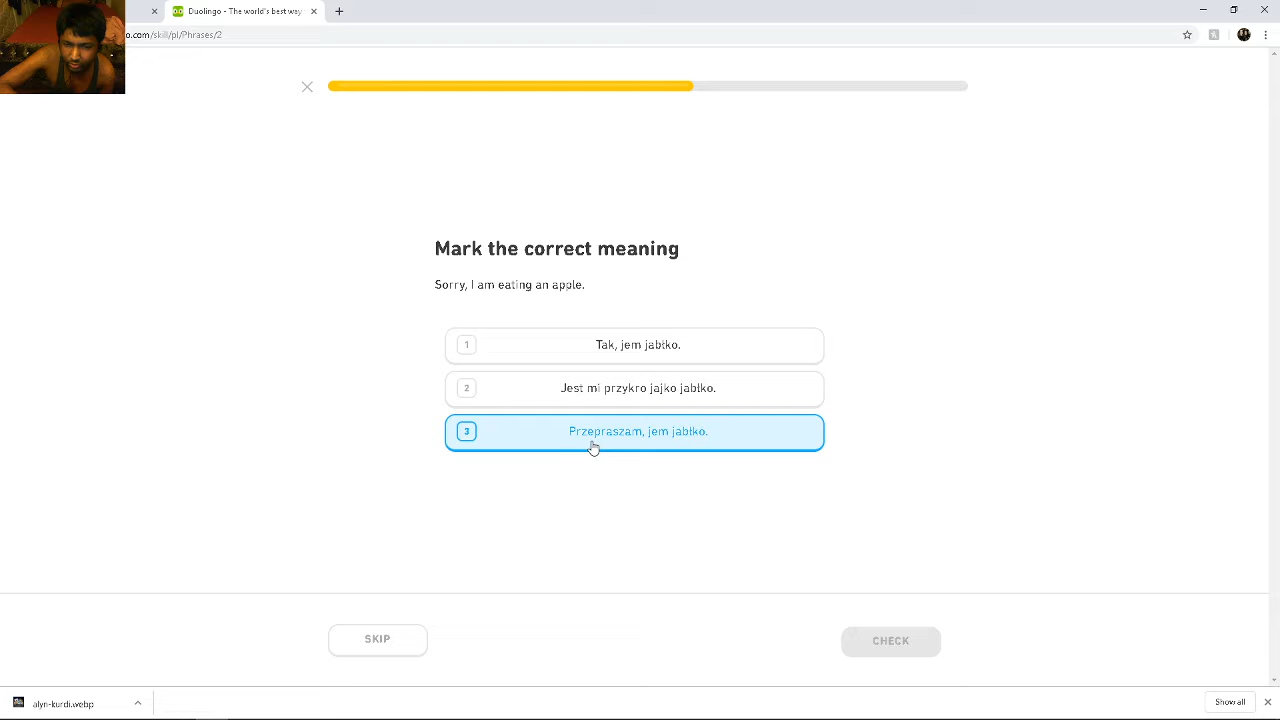 Duolingo - The world's best way
o.com/skill/pl/Phrases/2
Mark the correct meaning
Sorry, I am eating an apple.
1 Tak, jem jabłko.
2 Jest mi przykro jajko jabłko.
3 Przepraszam, jem jabłko.
SKIP
CHECK
alyn-kurdi.webp
Show all